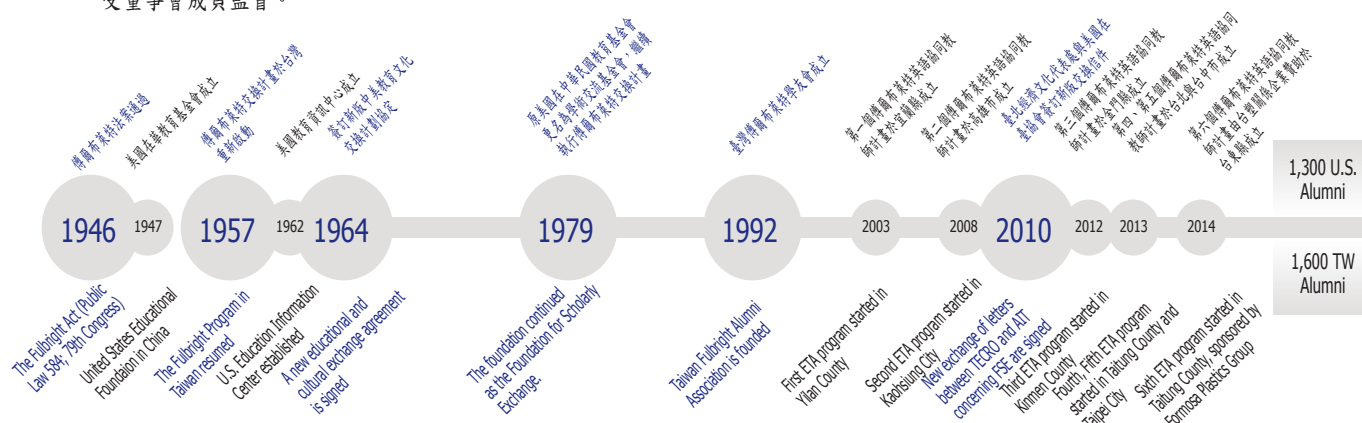 受董事會成員監督。
傅爾布萊特法案通過
美國在華教育基金會成立
傅爾布萊特交換計畫於台灣
重新啟動
美國教育資訊中心成立
簽訂新版中美教育文化
交換計劃協定
原美國在中華民國教育基金會
更名為學術交流基金會，繼續
執行傅爾布萊特交換計畫
臺灣傅爾布萊特學友會成立
第一個傅爾布萊特英語協同教
師計畫於宜蘭縣成立
第二個傅爾布萊特英語協同教
師計畫於高雄市成立
臺北經濟文化代表處與美國在
臺協會簽訂新版交換信件
第三個傅爾布萊特英語協同教
師計畫於金門縣成立
第四、第五個傅爾布萊特英語協同
教師計畫於台北與台中市成立
第六個傅爾布萊特英語協同教
師計畫由台塑關係企業贊助於
台東縣成立
1946
1947
1957
1962
1964
1979
1992
2003
2008
2010
2012
2013
2014
1,300 U.S.
Alumni
1,600 TW
Alumni
The Fulbright Act (Public
Law 584; 79th Congress)
United States Educational
Foundaion in China
The Fulbright Program in
Taiwan resumed
U.S. Education Information
Center established
A new educational and
cultural exchange agreement
is signed
The foundation continued
as the Foundation for Scholarly
Exchange.
Taiwan Fulbright Alumni
Association is founded
First ETA program started in
Yilan County
Second ETA program started in
Kaohsiung City
New exchange of letters
between TECRO and AIT
concerning FSE are signed
Third ETA program started in
Kinmen County
Fourth, Fifth ETA program
started in Taitung County and
Taipei City
Sixth ETA program started in
Taitung County, sponsored by
Formosa Plastics Group